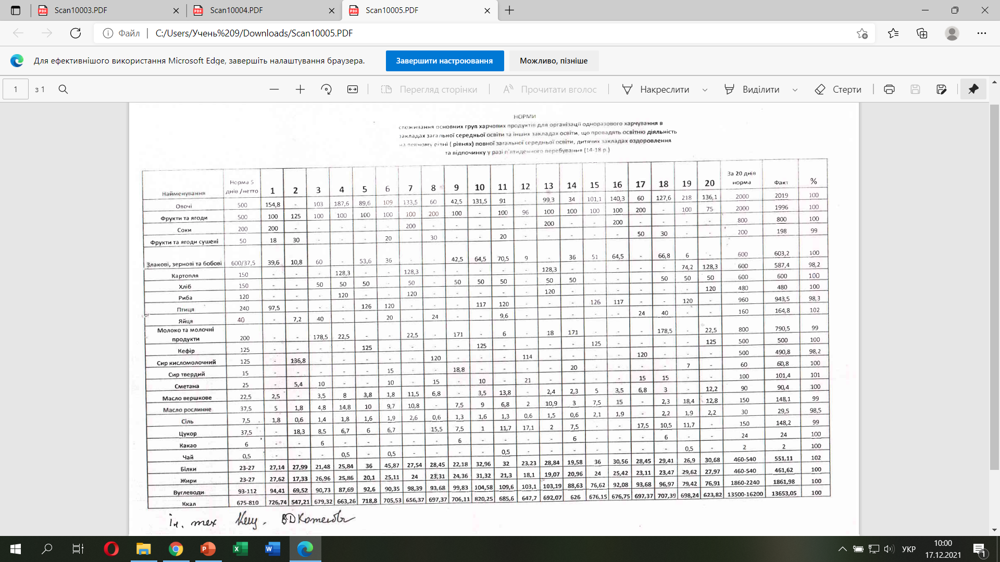 Scan10003.PDF Scan10004.PDF Scan10005.PDF
Файл C:/Users/Учень%209/Downloads/Scan10005.PDF
Для ефективнішого використання Microsoft Edge, завершіть налаштування браузера. Завершити настроювання Можливо, пізніше
1 з 1 Перегляд сторінки Прочитати вголос Накреслити Виділити Стерти
НОРМИ
споживання основних груп харчових продуктів для організації одноразового харчування в
закладах загальної середньої освіти та інших закладах освіти, що провадять освітню діяльність
на певному рівні ( рівнях) повної загальної середньої освіти, дитячих закладах оздоровлення
та відпочинку у разі п'ятиденного перебування (14-18 р.)
Найменування Норма 5 днів /нетто 1 2 3 4 5 6 7 8 9 10 11 12 13 14 15 16 17 18 19 20 За 20 днів норма Факт %
Овочі 500 154,8 - 103 187,6 89,6 109 133,5 60 42,5 131,5 91 - 99,3 34 101,1 140,3 60 127,6 218 136,1 2000 2019 100
Фрукти та ягоди 500 100 125 100 100 100 100 100 200 100 - 100 96 100 100 100 100 200 - 100 75 2000 1996 100
Соки 200 200 - - - - - 200 - - - - - 200 - - 200 - - - - 800 800 100
Фрукти та ягоди сушені 50 18 30 - - - 20 - 30 - - 20 - - - - - 50 30 - - 200 198 99
Злакові, зернові та бобові 600/37,5 39,6 10,8 60 - 53,6 36 - - 42,5 64,5 70,5 9 - 36 51 64,5 - 66,8 6 - 600 603,2 100
Картопля 150 - - - 128,3 - - 128,3 - - - - - 128,3 - - - - - 74,2 128,3 600 587,4 98,2
Хліб 150 - - 50 50 50 - 50 - 50 50 50 - 50 50 - - - 50 50 50 600 600 100
Риба 120 - - - 120 - - 120 - - - - - 120 - - - - - - 120 480 480 100
Птиця 240 97,5 - - - 126 120 - - - 117 120 - - - 126 117 - - 120 - 960 943,5 98,3
Яйця 40 - 7,2 40 - - 20 - 24 - - 9,6 - - - - - 24 40 - - 160 164,8 102
Молоко та молочні продукти 200 - - 178,5 22,5 - - 22,5 - 171 - 6 - 18 171 - - - 178,5 - 22,5 800 790,5 99
Кефір 125 - - - - 125 - - - - 125 - - - - 125 - - - - 125 500 500 100
Сир кисломолочний 125 - 136,8 - - - - - 120 - - - 114 - - - - 120 - - - 500 490,8 98,2
Сир твердий 15 - - - - - 15 - - 18,8 - - - - 20 - - - - 7 - 60 60,8 100
Сметана 25 - 5,4 10 - - 10 - 15 - 10 - 21 - - - - 15 15 - - 100 101,4 101
Масло вершкове 22,5 2,5 - 3,5 8 3,8 1,8 11,5 6,8 - 3,5 13,8 - 2,4 2,3 5 3,5 6,8 3 - 12,2 90 90,4 100
Масло рослинне 37,5 5 1,8 4,8 14,8 10 9,7 10,8 - 7,5 9 6,8 2 10,9 3 7,5 15 - 2,3 18,4 12,8 150 148,1 99
Сіль 7,5 1,8 0,6 1,4 1,8 1,6 1,9 2,6 0,6 1,3 1,6 1,3 0,6 1,5 0,6 2,1 1,9 - 2,2 1,9 2,2 30 29,5 98,5
Цукор 37,5 - 18,3 8,5 6,7 6 6,7 - 15,5 7,5 1 11,7 17,1 2 7,5 - - 17,5 10,5 11,7 - 150 148,2 99
Какао 6 - - 6 - - - - - 6 - - - - 6 - - - 6 - - 24 24 100
Чай 0,5 - - - 0,5 - 0,5 - - - - 0,5 - - - - - - - 0,5 - 2 2 100
Білки 23-27 27,14 27,99 21,48 25,84 36 45,87 27,54 28,45 22,18 32,96 32 23,23 28,84 19,58 36 30,56 28,45 29,41 26,9 30,68 460-540 551,11 102
Жири 23-27 27,62 17,33 26,96 25,86 20,1 25,11 24 23,31 24,36 31,32 21,3 18,1 19,07 20,96 24 25,42 23,11 23,47 29,62 27,97 460-540 461,62 100
Вуглеводи 93-112 94,41 69,52 90,73 87,69 92,6 90,35 98,39 93,68 99,83 104,58 109,6 103,1 103,19 88,63 76,62 92,08 93,68 96,97 79,42 76,91 1860-2240 1861,98 100
Ккал 675-810 726,74 547,21 679,32 663,26 718,8 705,53 656,37 697,37 706,11 820,25 685,6 647,7 692,07 626 676,15 676,75 697,37 707,39 698,24 623,82 13500-16200 13653,05 100
Ін. тех
УКР 10:00
17.12.2021
1